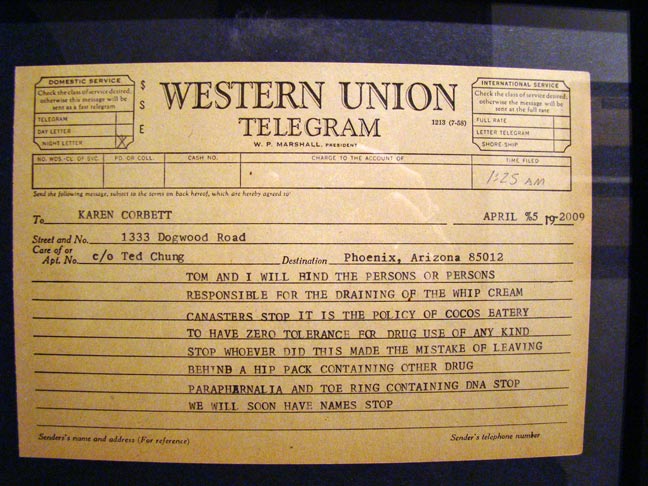 DOMESTIC SERVICE
Check the class of service desired;
otherwise this message will be
sent as a fast telegram
TELEGRAM
DAY LETTER
NIGHT LETTER X
$
S
E
WESTERN UNION
TELEGRAM
1213 (7-58)
W. P. MARSHALL, PRESIDENT
INTERNATIONAL SERVICE
Check the class of service desired;
otherwise the message will be
sent at the full rate
FULL RATE
LETTER TELEGRAM
SHORE-SHIP
NO. WDS.-CL. OF SVC.
PD. OR COLL.
CASH NO.
CHARGE TO THE ACCOUNT OF
TIME FILED
1:25 AM
Send the following message, subject to the terms on back hereof, which are hereby agreed to
To KAREN CORBETT APRIL %5 19-2009
Street and No. 1333 Dogwood Road
Care of or
Apt. No. c/o Ted Chung Destination Phoenix, Arizona 85012
TOM AND I WILL HIND THE PERSONS OR PERSONS
RESPONSIBLE FOR THE DRAINING OF THE WHIP CREAM
CANASTERS STOP IT IS THE POLICY OF COCOS EATERY
TO HAVE ZERO TOLERANCE FOR DRUG USE OF ANY KIND
STOP WHOEVER DID THIS MADE THE MISTAKE OF LEAVING
BEHIND A HIP PACK CONTAINING OTHER DRUG
PARAPHARNALIA AND TOE RING CONTAINING DNA STOP
WE WILL SOON HAVE NAMES STOP
Senders's name and address (For reference)
Sender's telephone number